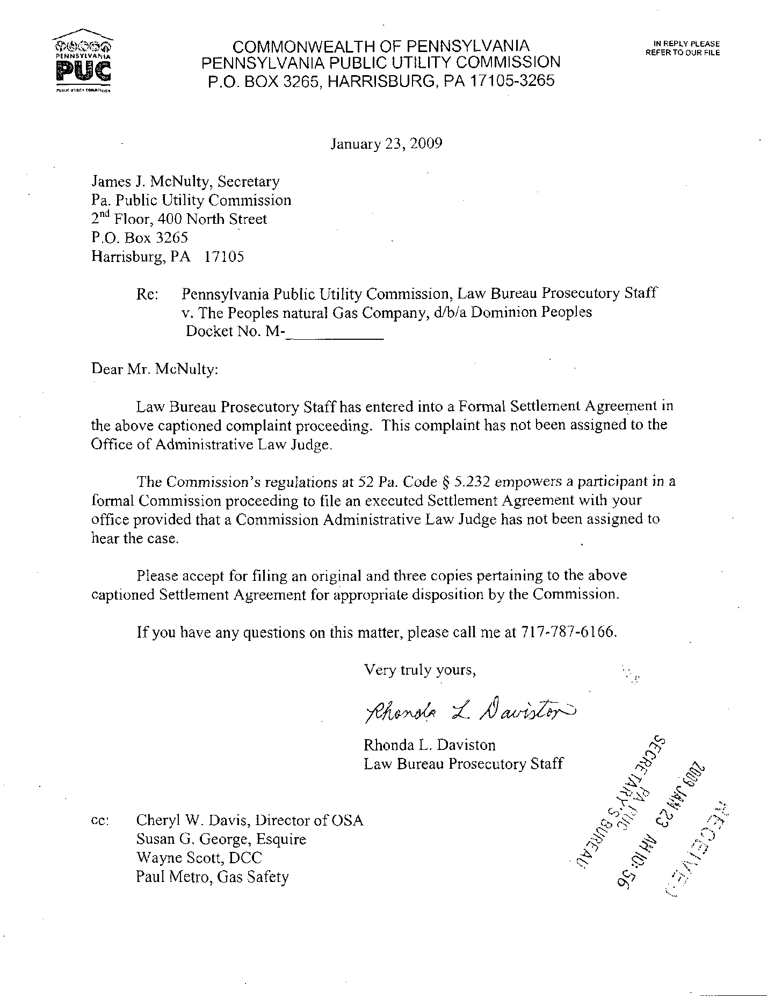 PENNSYLVANIA
PUC
PUBLIC UTILITY COMMISSION
COMMONWEALTH OF PENNSYLVANIA
PENNSYLVANIA PUBLIC UTILITY COMMISSION
P.O. BOX 3265, HARRISBURG, PA 17105-3265
IN REPLY PLEASE
REFER TO OUR FILE
January 23, 2009
James J. McNulty, Secretary
Pa. Public Utility Commission
2nd Floor, 400 North Street
P.O. Box 3265
Harrisburg, PA 17105
Re: Pennsylvania Public Utility Commission, Law Bureau Prosecutory Staff
v. The Peoples natural Gas Company, d/b/a Dominion Peoples
Docket No. M-____________
Dear Mr. McNulty:
Law Bureau Prosecutory Staff has entered into a Formal Settlement Agreement in
the above captioned complaint proceeding. This complaint has not been assigned to the
Office of Administrative Law Judge.
The Commission's regulations at 52 Pa. Code § 5.232 empowers a participant in a
formal Commission proceeding to file an executed Settlement Agreement with your
office provided that a Commission Administrative Law Judge has not been assigned to
hear the case.
Please accept for filing an original and three copies pertaining to the above
captioned Settlement Agreement for appropriate disposition by the Commission.
If you have any questions on this matter, please call me at 717-787-6166.
Very truly yours,
Rhonda L. Daviston
Rhonda L. Daviston
Law Bureau Prosecutory Staff
cc: Cheryl W. Davis, Director of OSA
Susan G. George, Esquire
Wayne Scott, DCC
Paul Metro, Gas Safety
RECEIVED
2009 JAN 23 AM 10:56
PA PUC
SECRETARY'S BUREAU